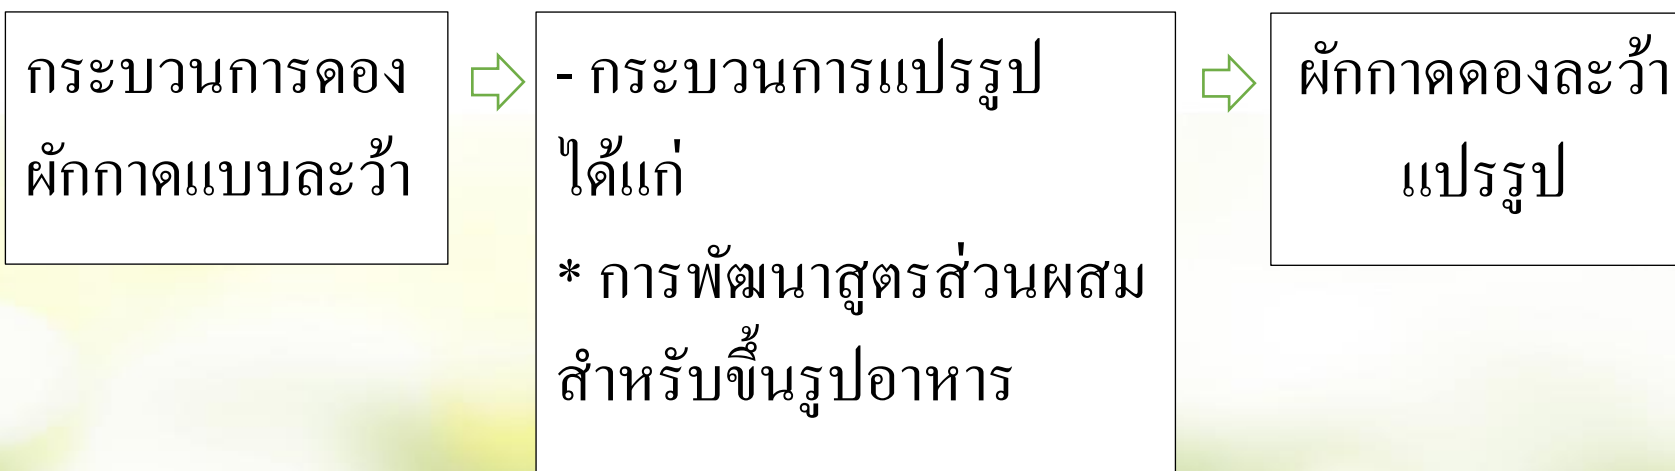 กระบวนการดอง
ผักกาดแบบละว้า
- กระบวนการแปรรูป
ได้แก่
* การพัฒนาสูตรส่วนผสม
สำหรับขึ้นรูปอาหาร
ผักกาดดองละว้า
แปรรูป